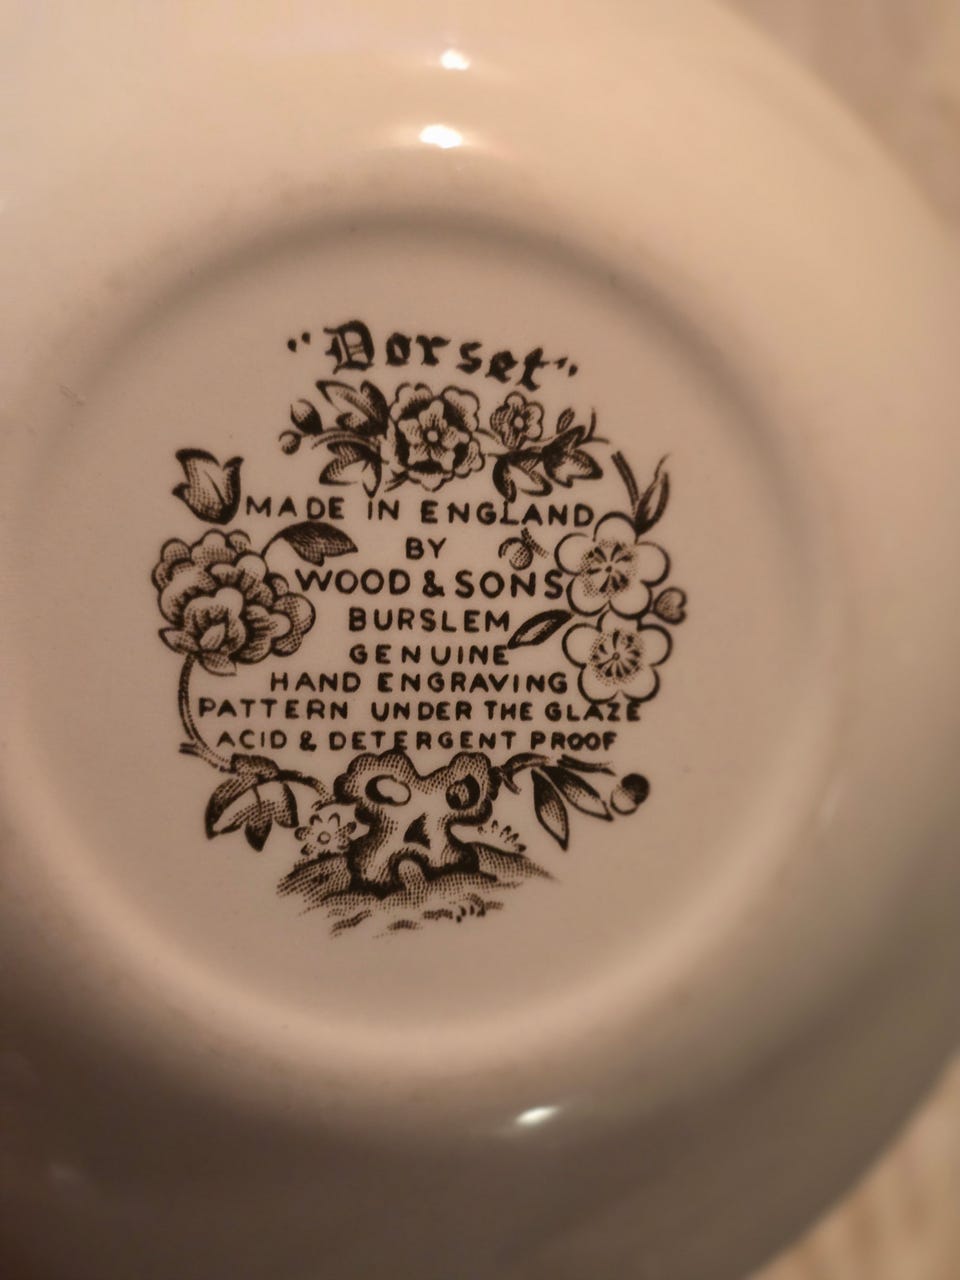 "Dorset"
MADE IN ENGLAND
BY
WOOD & SONS
BURSLEM
GENUINE
HAND ENGRAVING
PATTERN UNDER THE GLAZE
ACID & DETERGENT PROOF